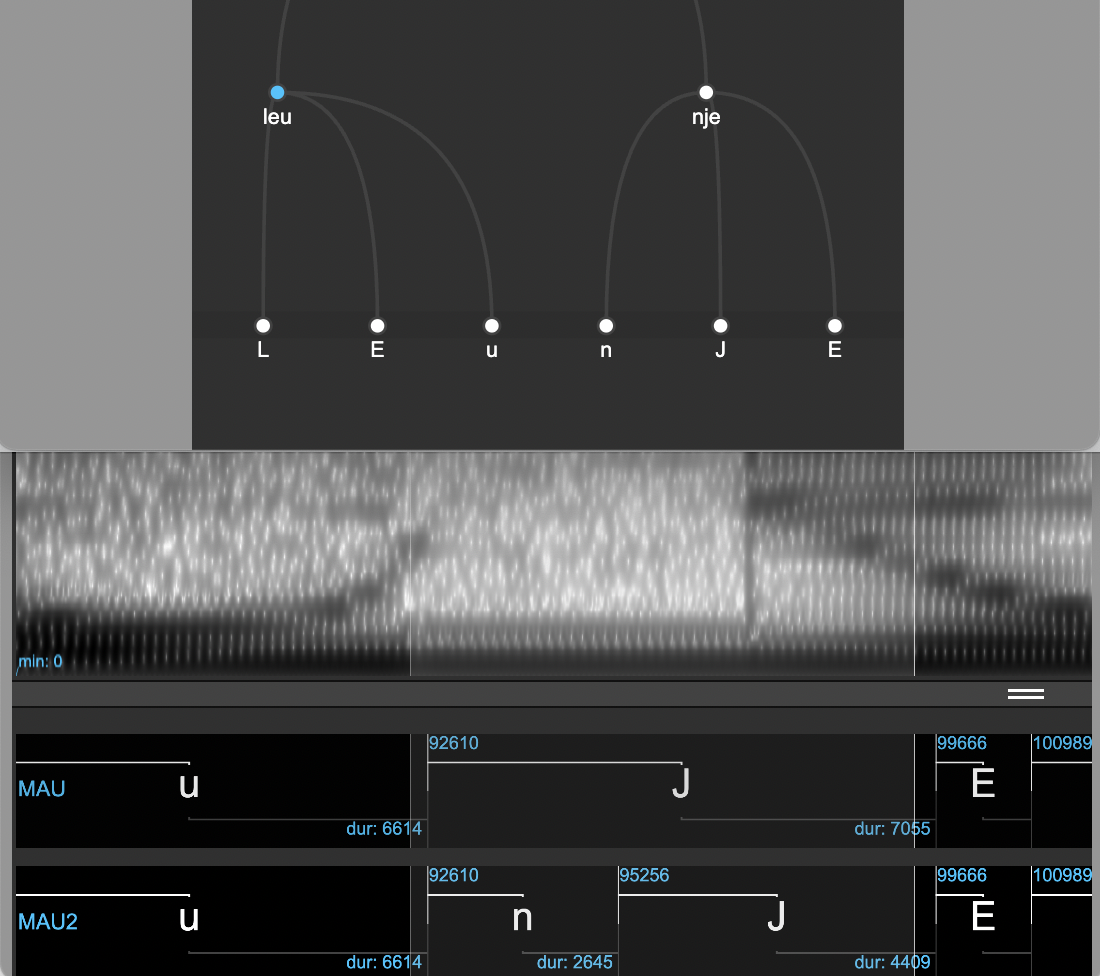 leu nje
L E u n J E
min: 0
92610 99666 100989
MAU u J E
dur: 6614 dur: 7055
92610 95256 99666 100989
MAU2 u n J E
dur: 6614 dur: 2645 dur: 4409